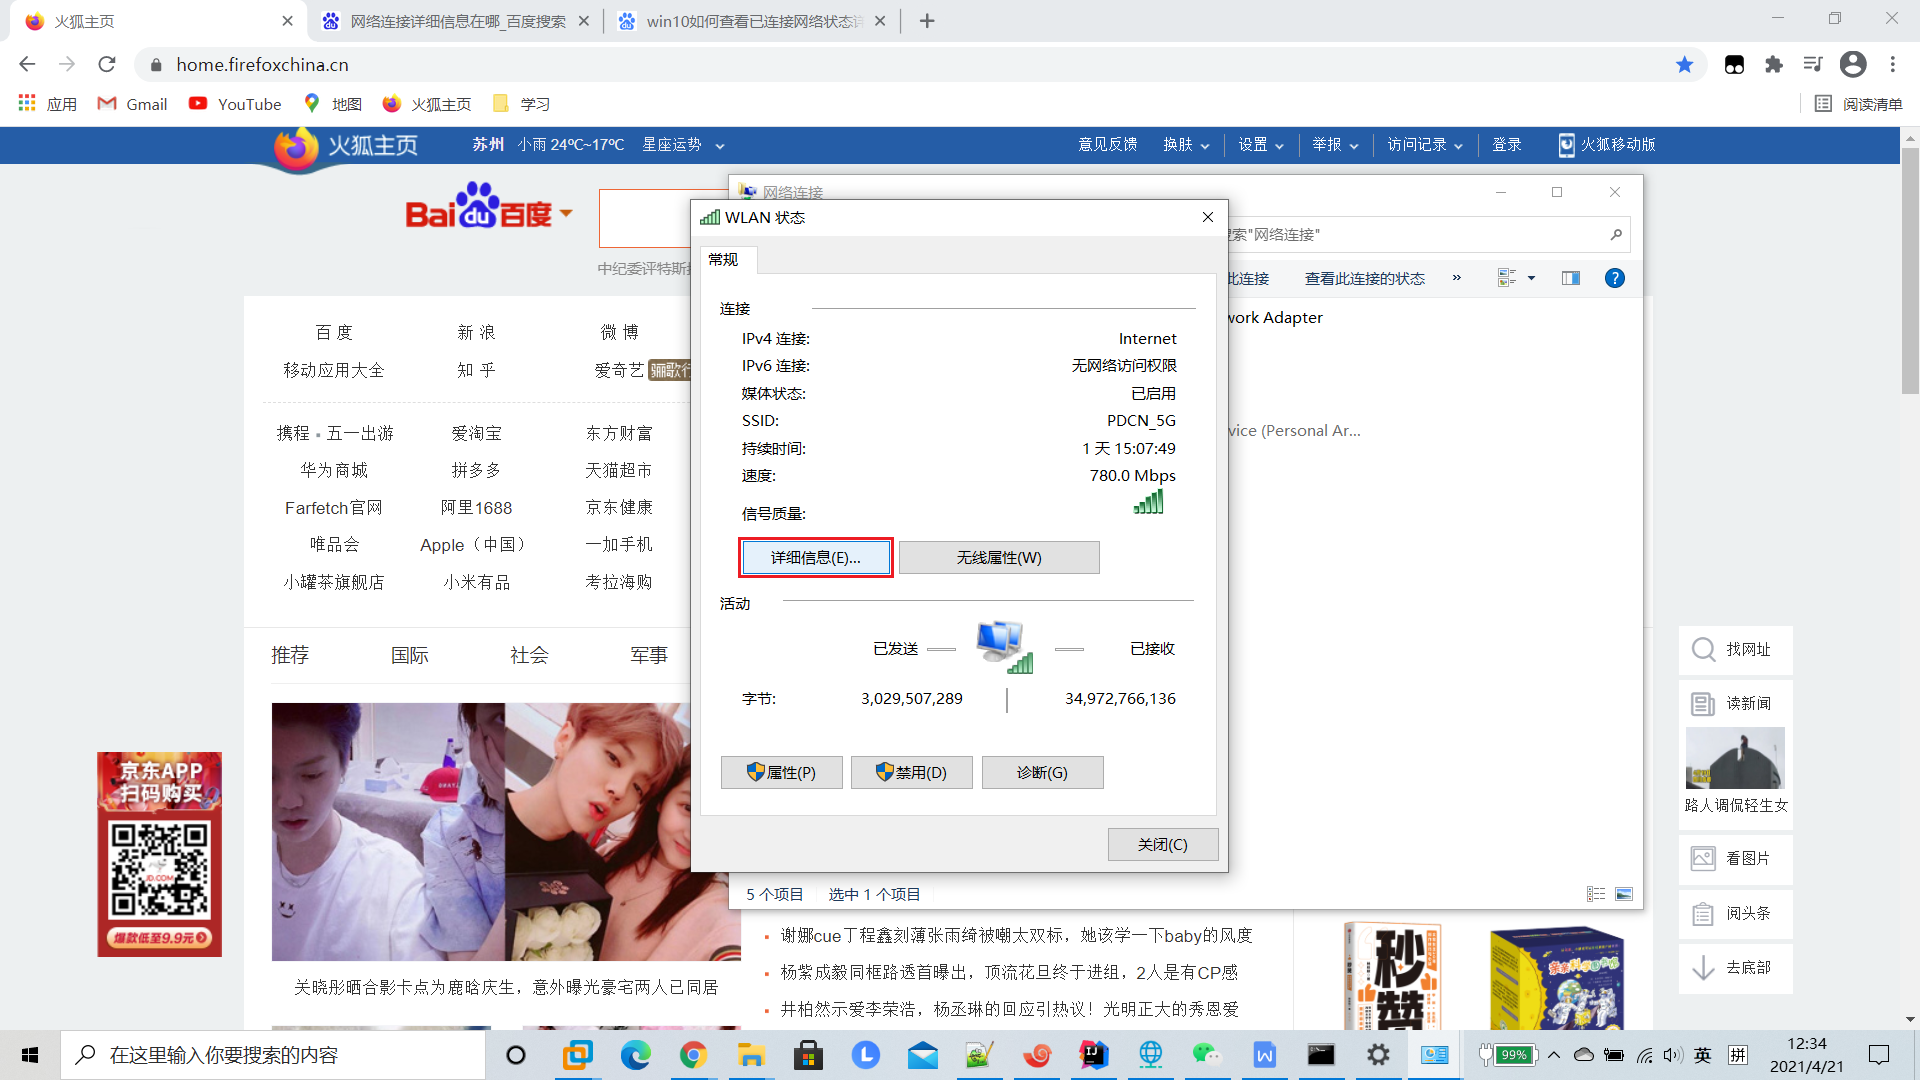 火狐主页
网络连接详细信息在哪_百度搜索
win10如何查看已连接网络状态详
home.firefoxchina.cn
应用
Gmail
YouTube
地图
火狐主页
学习
阅读清单
火狐主页
苏州 小雨 24℃~17℃ 星座运势
意见反馈
换肤
设置
举报
访问记录
登录
火狐移动版
Bai du 百度
中纪委评特斯拉
网络连接
搜索"网络连接"
此连接
查看此连接的状态
»
work Adapter
vice (Personal Ar...
5 个项目
选中 1 个项目
WLAN 状态
常规
连接
IPv4 连接: Internet
IPv6 连接: 无网络访问权限
媒体状态: 已启用
SSID: PDCN_5G
持续时间: 1 天 15:07:49
速度: 780.0 Mbps
信号质量:
详细信息(E)...
无线属性(W)
活动
已发送
已接收
字节: 3,029,507,289 34,972,766,136
属性(P)
禁用(D)
诊断(G)
关闭(C)
百 度 新 浪 微 博
移动应用大全 知 乎 爱奇艺 骊歌行
携程 • 五一出游 爱淘宝 东方财富
华为商城 拼多多 天猫超市
Farfetch官网 阿里1688 京东健康
唯品会 Apple（中国） 一加手机
小罐茶旗舰店 小米有品 考拉海购
推荐 国际 社会 军事
京东APP
扫码购买
JD.COM
爆款低至9.9元
关晓彤晒合影卡点为鹿晗庆生，意外曝光豪宅两人已同居
谢娜cue丁程鑫刻薄张雨绮被嘲太双标，她该学一下baby的风度
杨紫成毅同框路透首曝出，顶流花旦终于进组，2人是有CP感
井柏然示爱李荣浩，杨丞琳的回应引热议！光明正大的秀恩爱
秒赞
找网址
读新闻
路人调侃轻生女
看图片
阅头条
去底部
在这里输入你要搜索的内容
99%
英
拼
12:34
2021/4/21